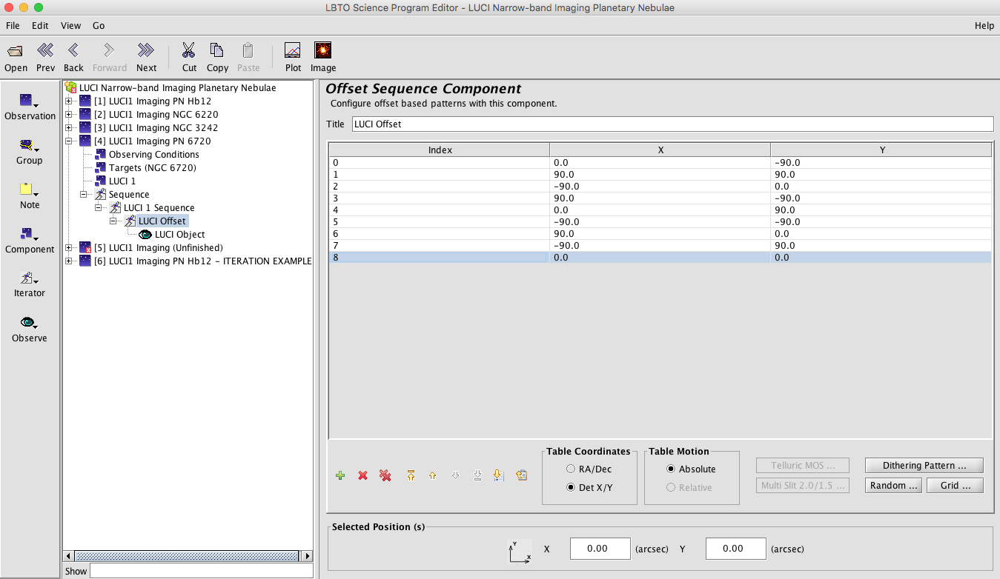 LBTO Science Program Editor - LUCI Narrow-band Imaging Planetary Nebulae
File Edit View Go Help
Open Prev Back Forward Next Cut Copy Paste Plot Image
Observation
Group
Note
Component
Iterator
Observe
LUCI Narrow-band Imaging Planetary Nebulae
[1] LUCI1 Imaging PN Hb12
[2] LUCI1 Imaging NGC 6220
[3] LUCI1 Imaging NGC 3242
[4] LUCI1 Imaging PN 6720
Observing Conditions
Targets (NGC 6720)
LUCI 1
Sequence
LUCI 1 Sequence
LUCI Offset
LUCI Object
[5] LUCI1 Imaging (Unfinished)
[6] LUCI1 Imaging PN Hb12 - ITERATION EXAMPLE
Show
Offset Sequence Component
Configure offset based patterns with this component.
Title LUCI Offset
Index X Y
0 0.0 -90.0
1 90.0 90.0
2 -90.0 0.0
3 90.0 -90.0
4 0.0 90.0
5 -90.0 -90.0
6 90.0 0.0
7 -90.0 90.0
8 0.0 0.0
Table Coordinates
RA/Dec
Det X/Y
Table Motion
Absolute
Relative
Telluric MOS ... Dithering Pattern ...
Multi Slit 2.0/1.5 ... Random ... Grid ...
Selected Position (s)
Y X X 0.00 (arcsec) Y 0.00 (arcsec)